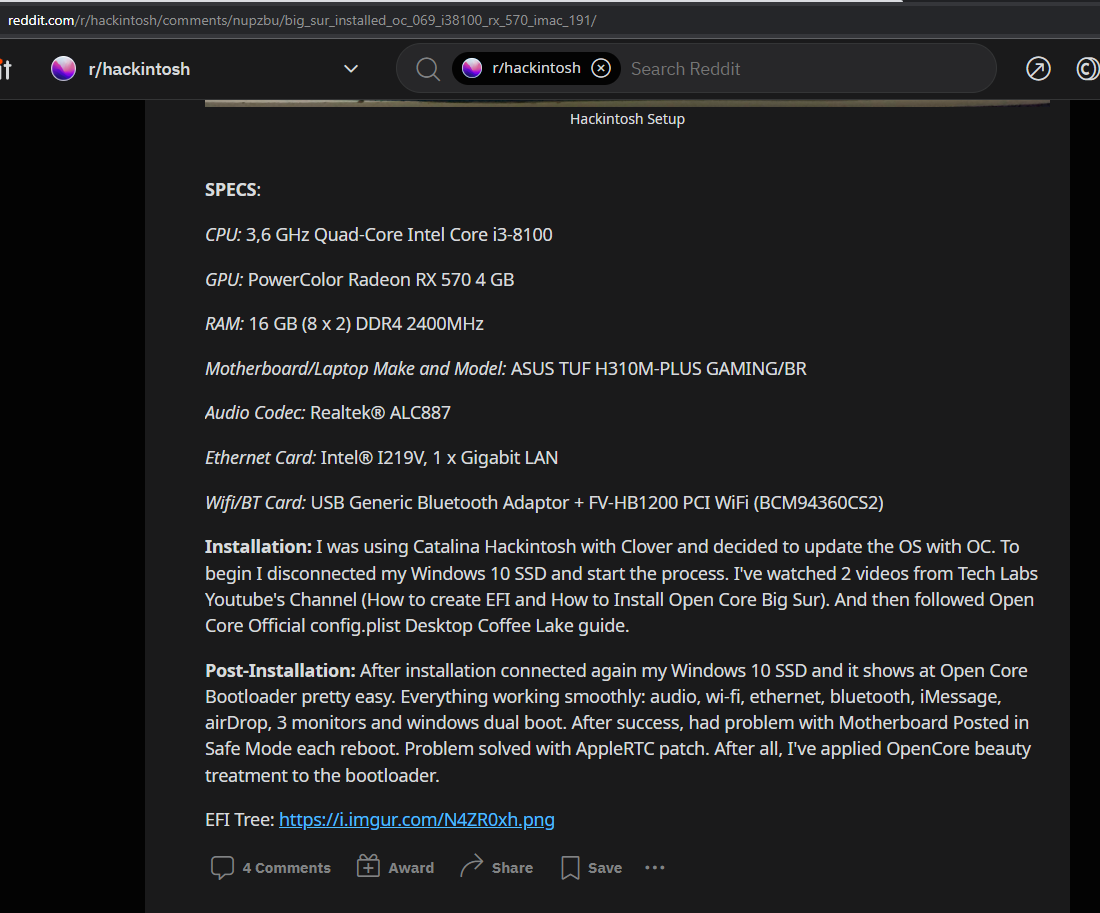 reddit.com/r/hackintosh/comments/nupzbu/big_sur_installed_oc_069_i38100_rx_570_imac_191/
it r/hackintosh r/hackintosh Search Reddit
Hackintosh Setup
SPECS:
CPU: 3,6 GHz Quad-Core Intel Core i3-8100
GPU: PowerColor Radeon RX 570 4 GB
RAM: 16 GB (8 x 2) DDR4 2400MHz
Motherboard/Laptop Make and Model: ASUS TUF H310M-PLUS GAMING/BR
Audio Codec: Realtek® ALC887
Ethernet Card: Intel® I219V, 1 x Gigabit LAN
Wifi/BT Card: USB Generic Bluetooth Adaptor + FV-HB1200 PCI WiFi (BCM94360CS2)
Installation: I was using Catalina Hackintosh with Clover and decided to update the OS with OC. To
begin I disconnected my Windows 10 SSD and start the process. I've watched 2 videos from Tech Labs
Youtube's Channel (How to create EFI and How to Install Open Core Big Sur). And then followed Open
Core Official config.plist Desktop Coffee Lake guide.
Post-Installation: After installation connected again my Windows 10 SSD and it shows at Open Core
Bootloader pretty easy. Everything working smoothly: audio, wi-fi, ethernet, bluetooth, iMessage,
airDrop, 3 monitors and windows dual boot. After success, had problem with Motherboard Posted in
Safe Mode each reboot. Problem solved with AppleRTC patch. After all, I've applied OpenCore beauty
treatment to the bootloader.
EFI Tree: https://i.imgur.com/N4ZR0xh.png
4 Comments Award Share Save